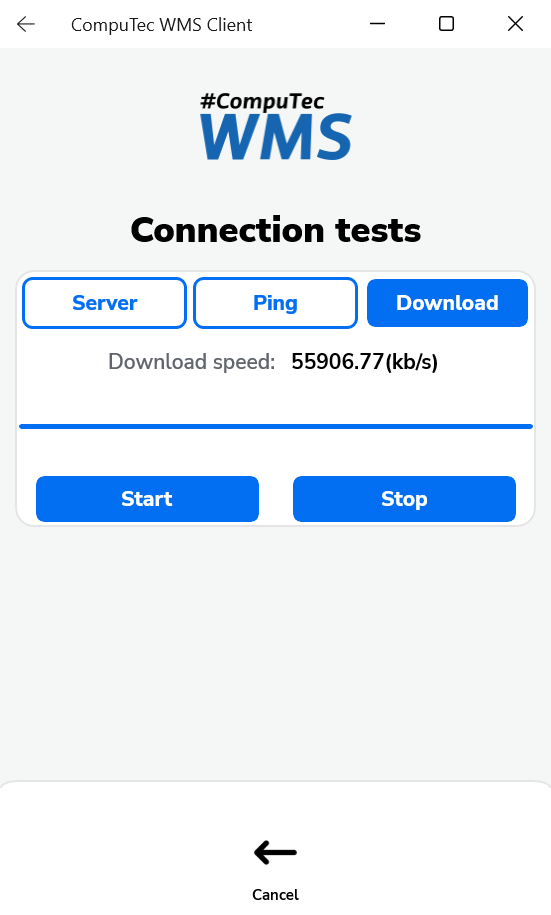 CompuTec WMS Client
#CompuTec
WMS
Connection tests
Server Ping Download
Download speed: 55906.77(kb/s)
Start Stop
Cancel